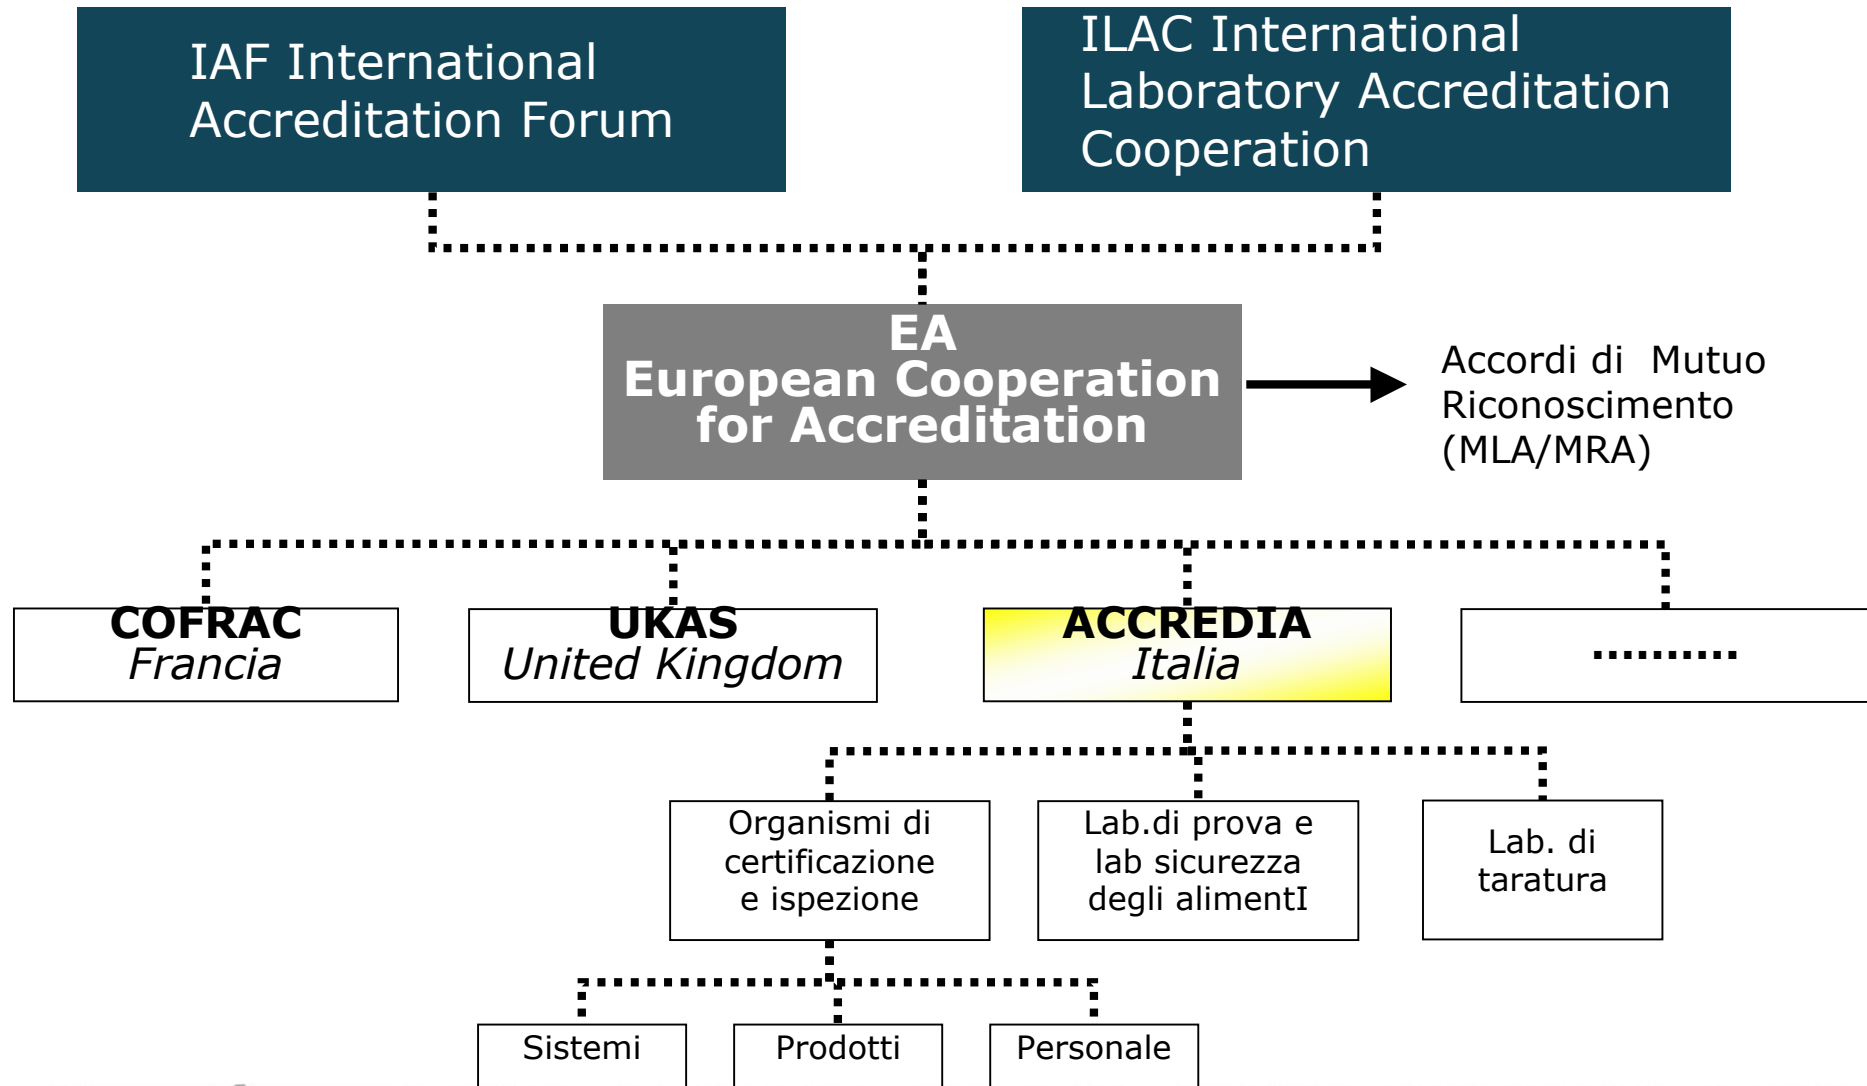 IAF International
Accreditation Forum
ILAC International
Laboratory Accreditation
Cooperation
EA
European Cooperation
for Accreditation
Accordi di  Mutuo
Riconoscimento
(MLA/MRA)
COFRAC
Francia
UKAS
United Kingdom
ACCREDIA
Italia
..........
Organismi di
certificazione
e ispezione
Lab.di prova e
lab sicurezza
degli alimentI
Lab. di
taratura
Sistemi
Prodotti
Personale